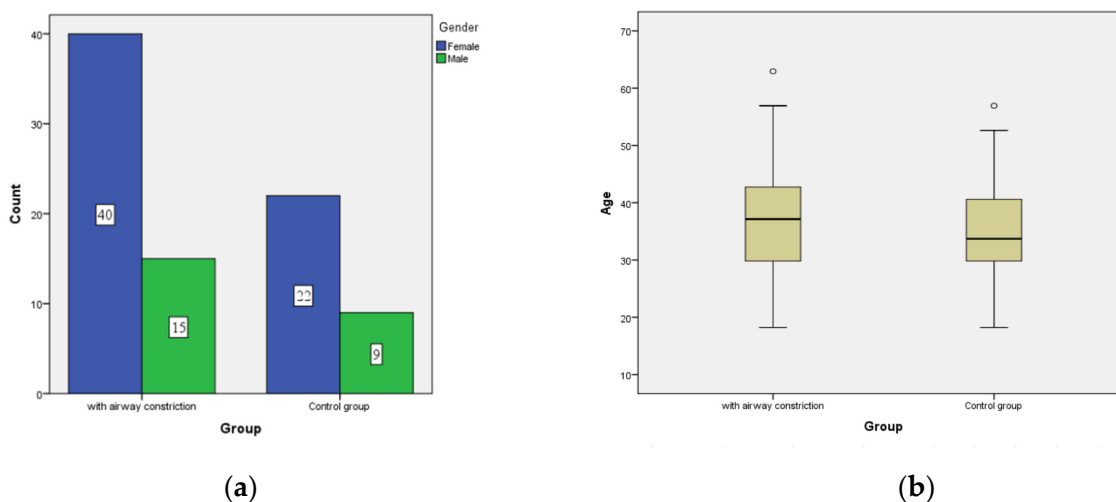 Gender
Female
Male
Count
40
30
20
10
0
40
15
22
9
with airway constriction
Control group
Group
(a)
Age
70
60
50
40
30
20
10
with airway constriction
Control group
Group
(b)